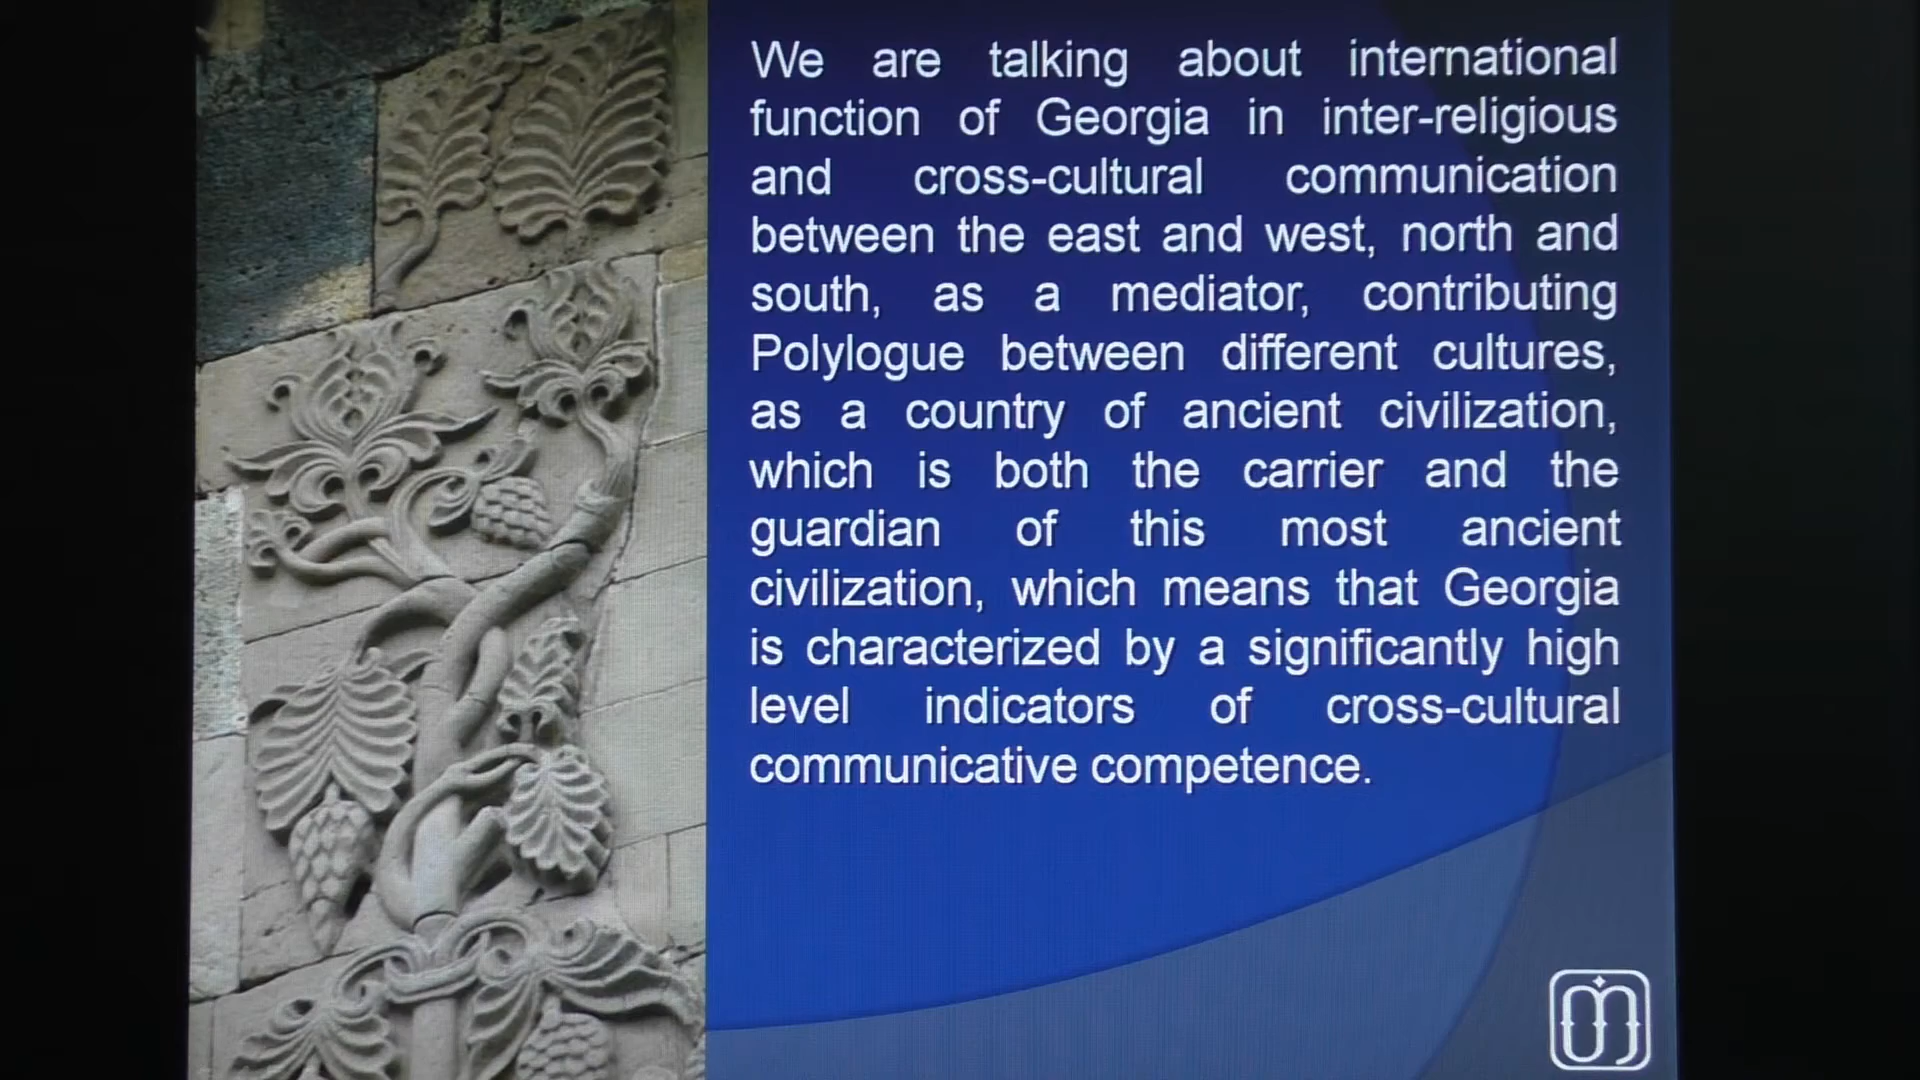 We are talking about international
function of Georgia in inter-religious
and cross-cultural communication
between the east and west, north and
south, as a mediator, contributing
Polylogue between different cultures,
as a country of ancient civilization,
which is both the carrier and the
guardian of this most ancient
civilization, which means that Georgia
is characterized by a significantly high
level indicators of cross-cultural
communicative competence.